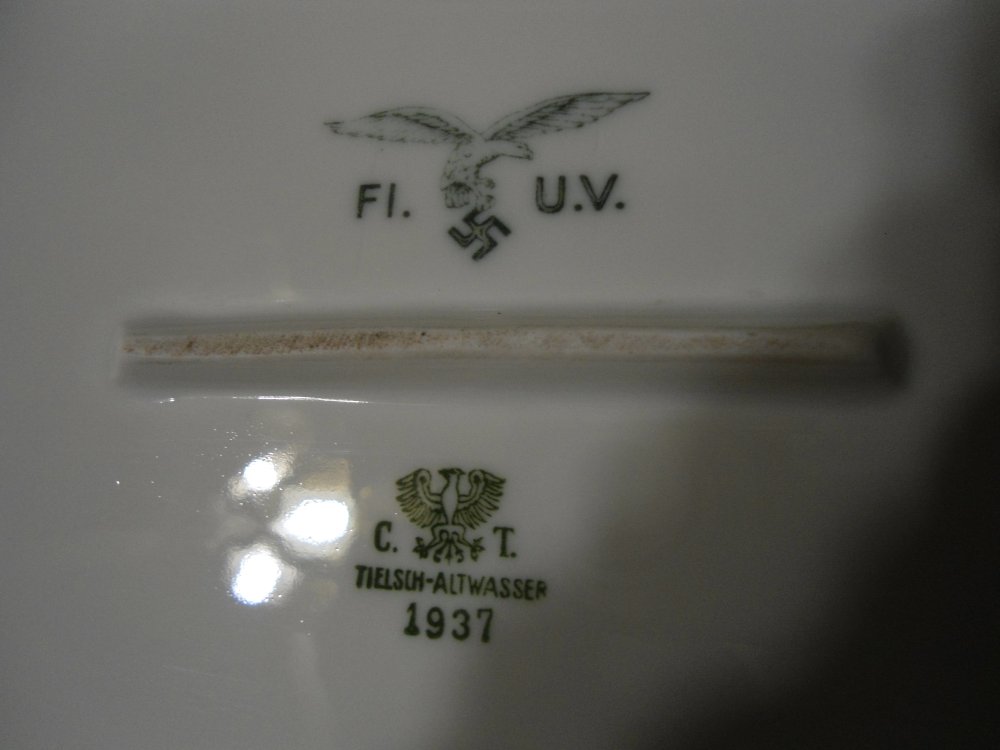 Fl. U.V.
C. T.
TIELSCH-ALTWASSER
1937